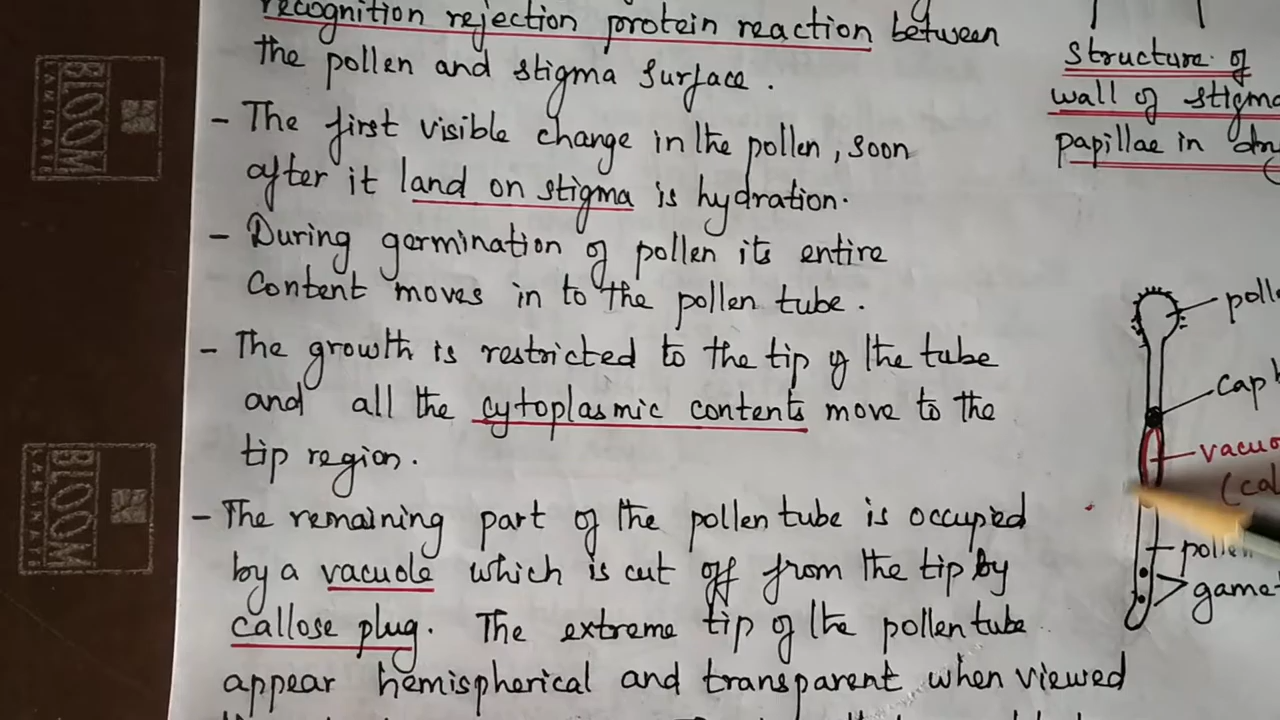 recognition rejection protein reaction between
the pollen and stigma surface.
- The first visible change in the pollen, soon
after it land on stigma is hydration.
- During germination of pollen its entire
content moves in to the pollen tube.
- The growth is restricted to the tip of the tube
and all the cytoplasmic contents move to the
tip region.
- The remaining part of the pollen tube is occupied
by a vacuole which is cut off from the tip by
callose plug. The extreme tip of the pollen tube
appear hemispherical and transparent when viewed
structure of
wall of stigma
papillae in
cap
BLOOM
LAMINATE
BLOOM
LAMINATE